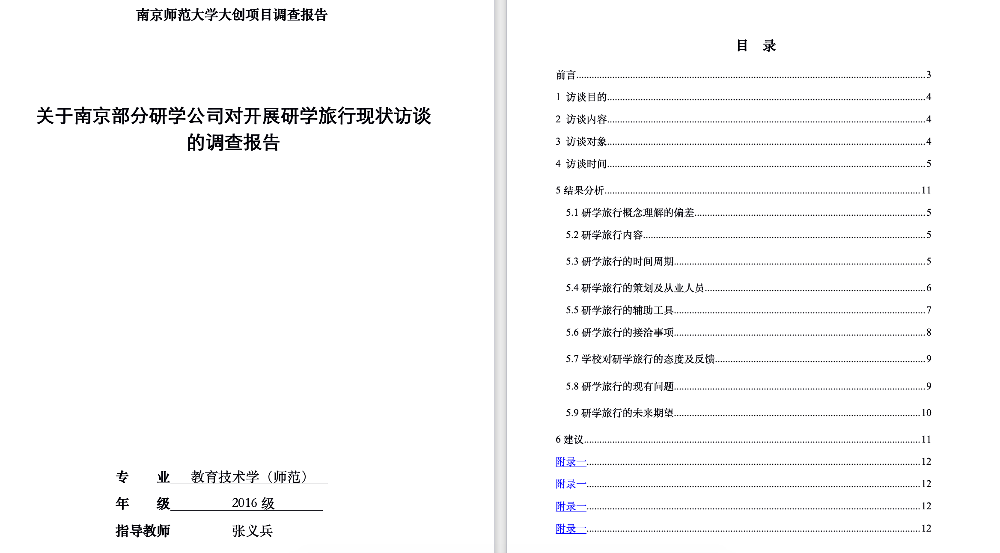 南京师范大学大创项目调查报告
关于南京部分研学公司对开展研学旅行现状访谈
的调查报告
专 业 教育技术学（师范）
年 级 2016 级
指导教师 张义兵
目 录
前言........................3
1 访谈目的........................4
2 访谈内容........................4
3 访谈对象........................4
4 访谈时间........................5
5 结果分析........................11
5.1 研学旅行概念理解的偏差........................5
5.2 研学旅行内容........................5
5.3 研学旅行的时间周期........................5
5.4 研学旅行的策划及从业人员........................6
5.5 研学旅行的辅助工具........................7
5.6 研学旅行的接洽事项........................8
5.7 学校对研学旅行的态度及反馈........................9
5.8 研学旅行的现有问题........................9
5.9 研学旅行的未来期望........................10
6 建议........................11
附录一........................12
附录一........................12
附录一........................12
附录一........................12